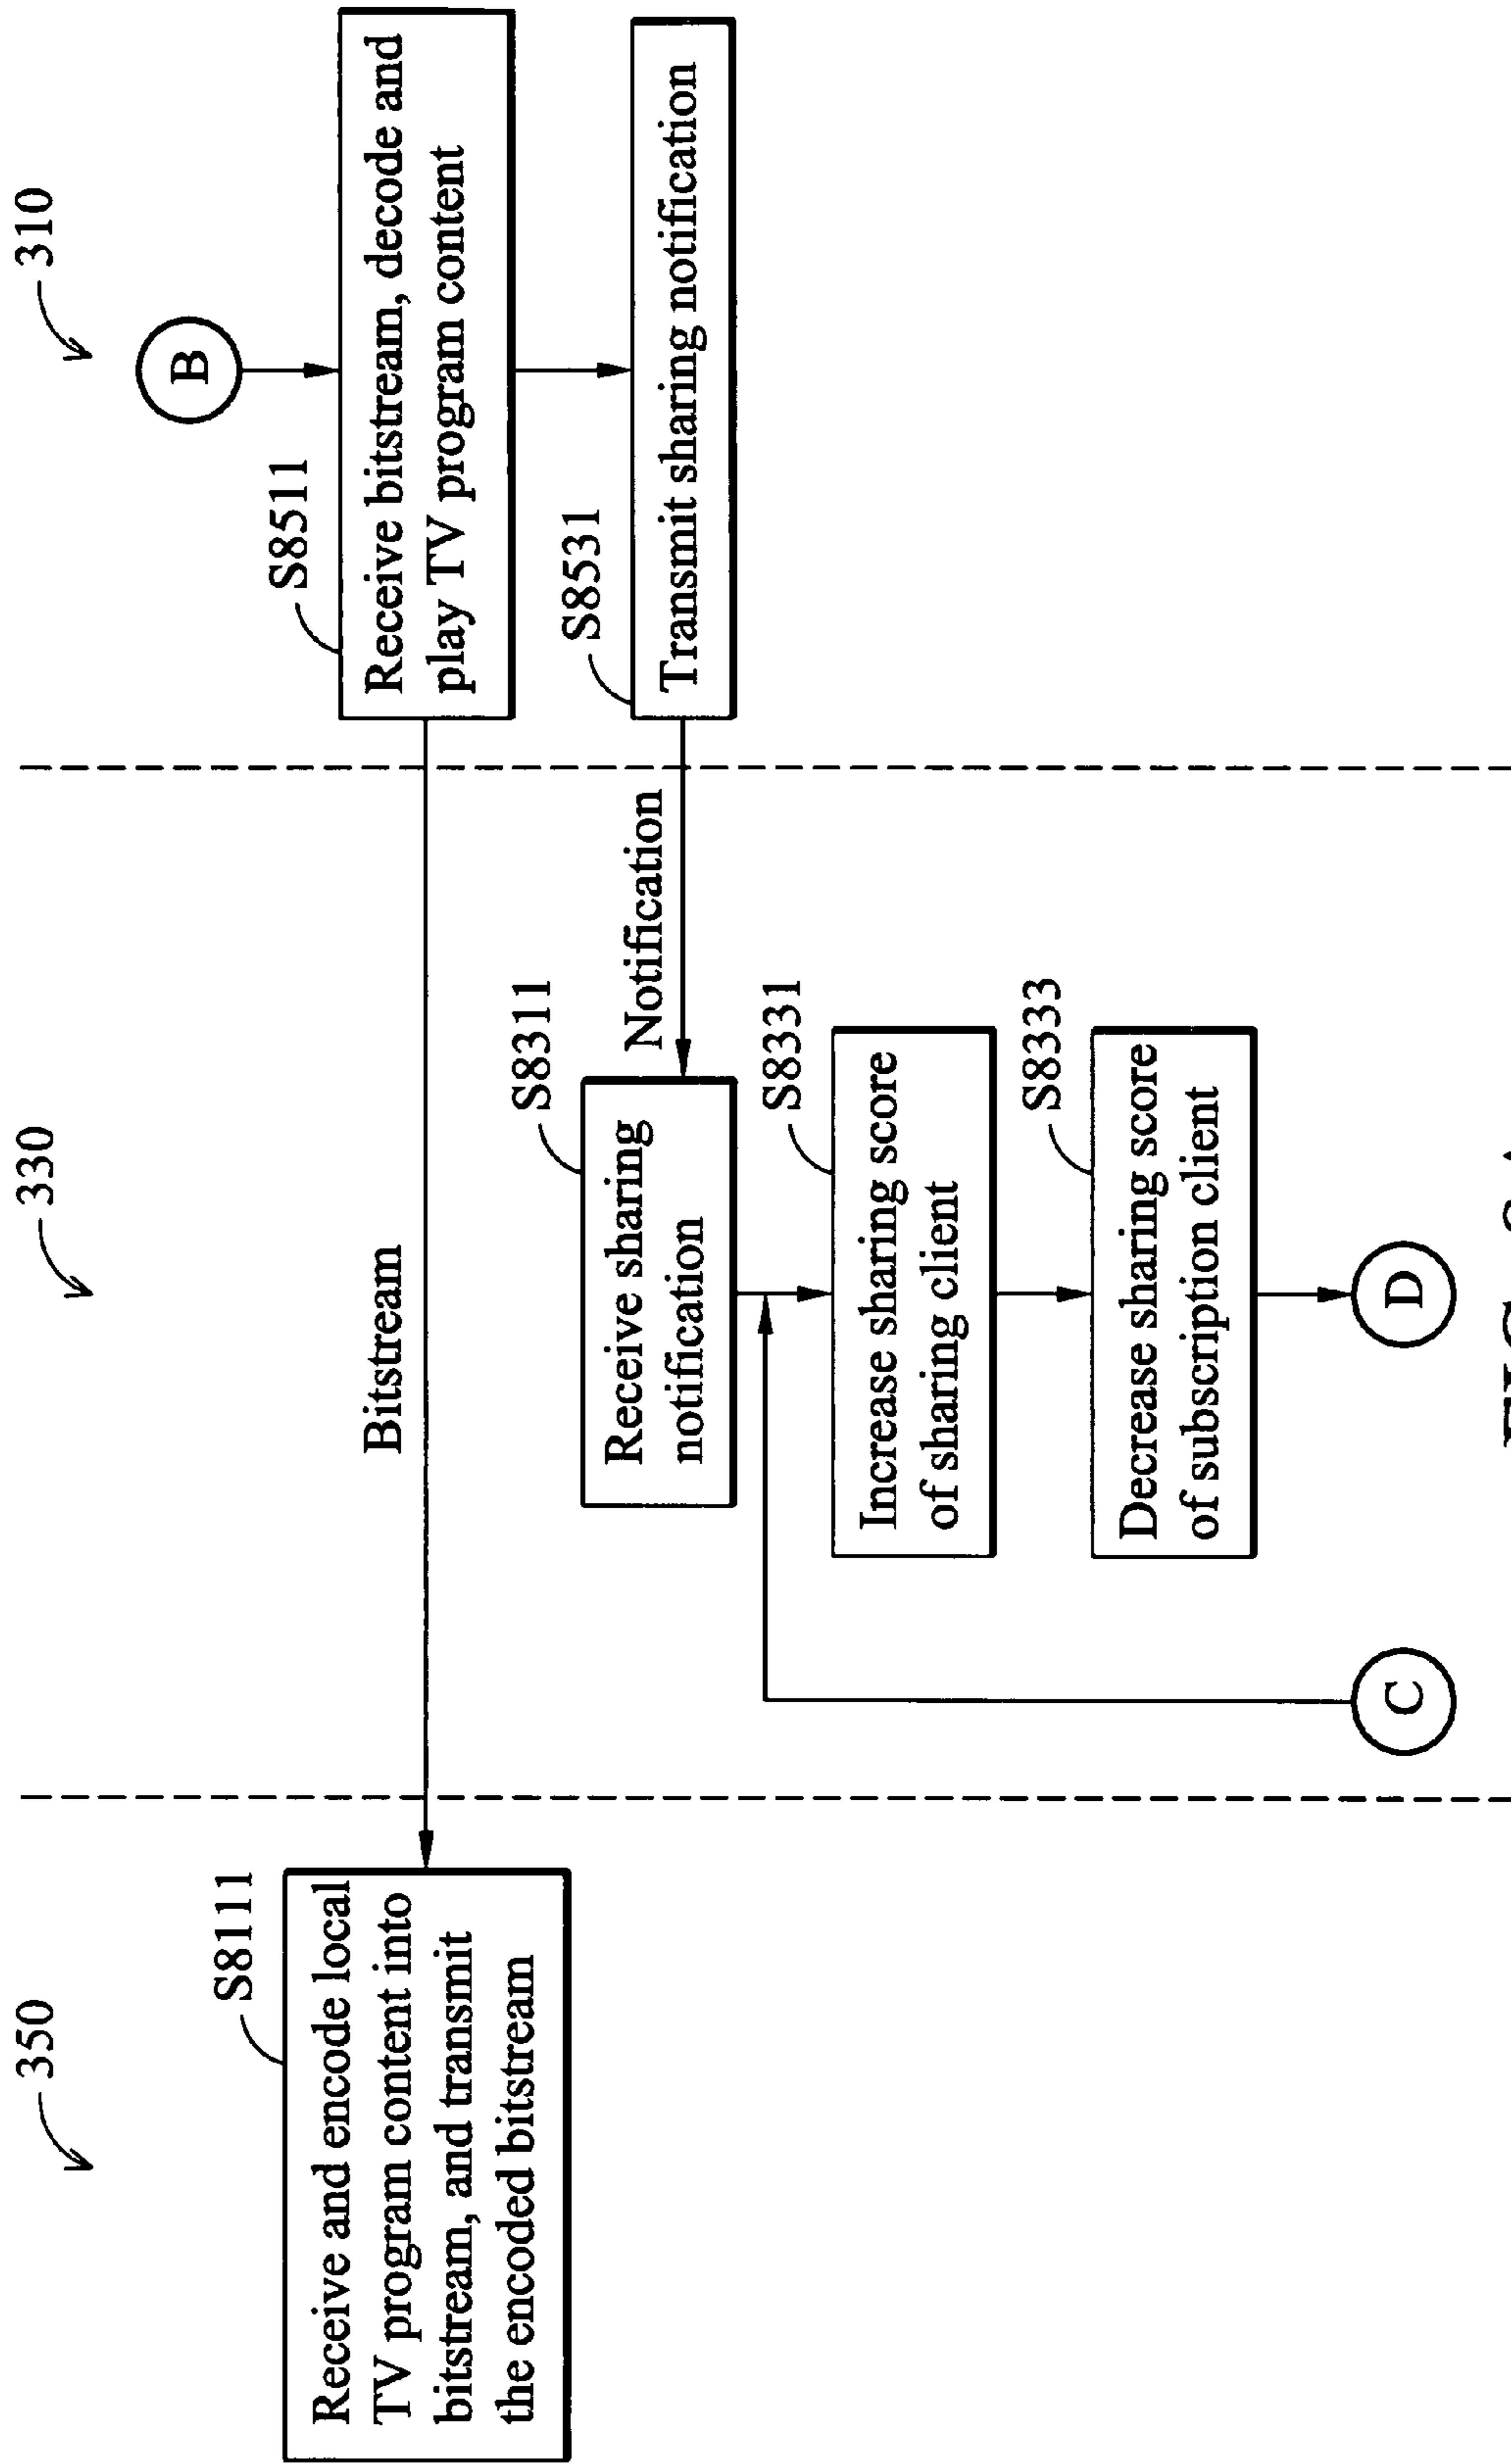 350
330
310
B
S8111
Receive and encode local
TV program content into
bitstream, and transmit
the encoded bitstream
Bitstream
S8511
Receive bitstream, decode and
play TV program content
S8311
Receive sharing
notification
Notification
S8531
Transmit sharing notification
S8331
Increase sharing score
of sharing client
S8333
Decrease sharing score
of subscription client
C
D